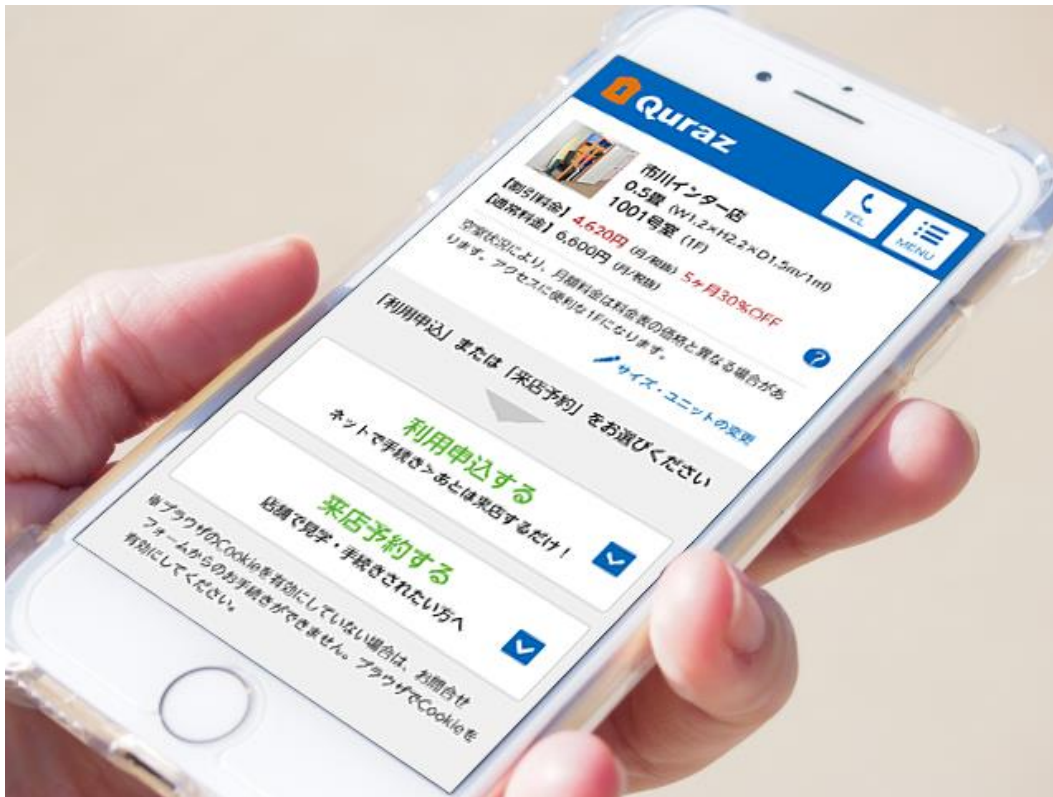 Quraz
TEL
MENU
市川インター店
0.5畳 (W1.2×H2.2×D1.5m/1㎡)
1001号室 (1F)
【割引料金】4,620円 (月/税抜) 5ヶ月30%OFF
【通常料金】6,600円 (月/税抜)
空室状況により、月額料金は料金表の価格と異なる場合があ
ります。アクセスに便利な1Fになります。
?
サイズ・ユニットの変更
「利用申込」または「来店予約」をお選びください
利用申込する
ネットで手続き>あとは来店するだけ!
来店予約する
店舗で見学・手続きされたい方へ
※ブラウザのCookieを有効にしていない場合は、お問合せ
フォームからのお手続きができません。ブラウザでCookieを
有効にしてください。